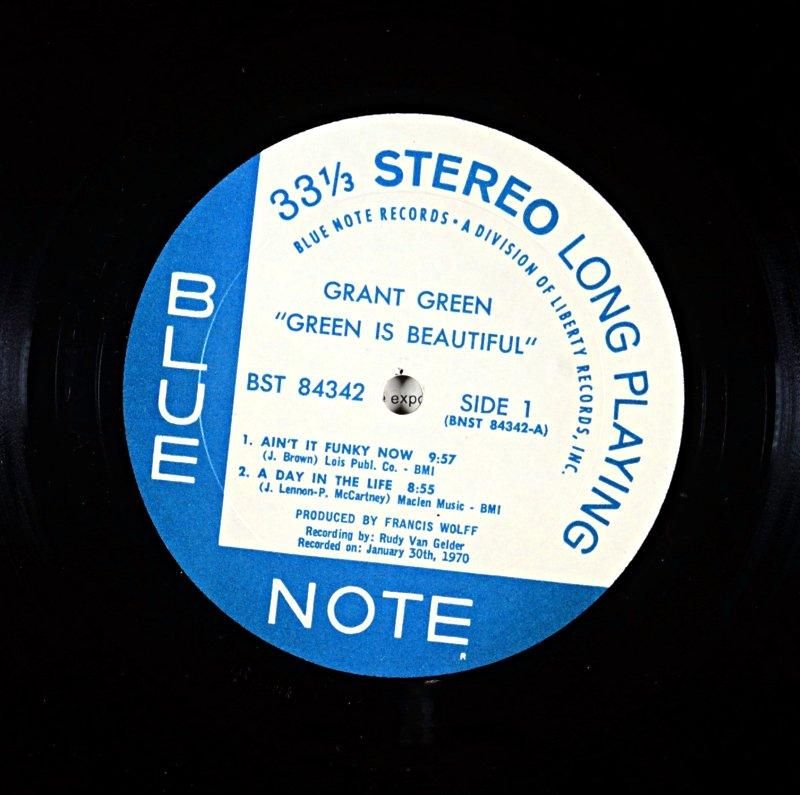 33⅓ STEREO LONG PLAYING
BLUE NOTE RECORDS • A DIVISION OF LIBERTY RECORDS, INC.
GRANT GREEN
"GREEN IS BEAUTIFUL"
BST 84342
expo
SIDE 1
(BNST 84342-A)
1. AIN'T IT FUNKY NOW 9:57
(J. Brown) Lois Publ. Co. - BMI
2. A DAY IN THE LIFE 8:55
(J. Lennon-P. McCartney) Maclen Music - BMI
PRODUCED BY FRANCIS WOLFF
Recording by: Rudy Van Gelder
Recorded on: January 30th, 1970
BLUE
NOTE
R